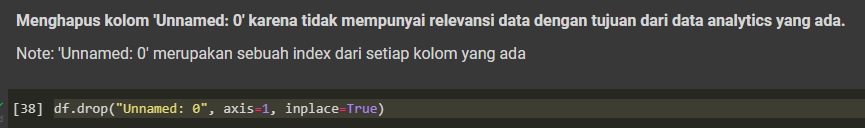 Menghapus kolom 'Unnamed: 0' karena tidak mempunyai relevansi data dengan tujuan dari data analytics yang ada.
Note: 'Unnamed: 0' merupakan sebuah index dari setiap kolom yang ada
[38] df.drop("Unnamed: 0", axis=1, inplace=True)